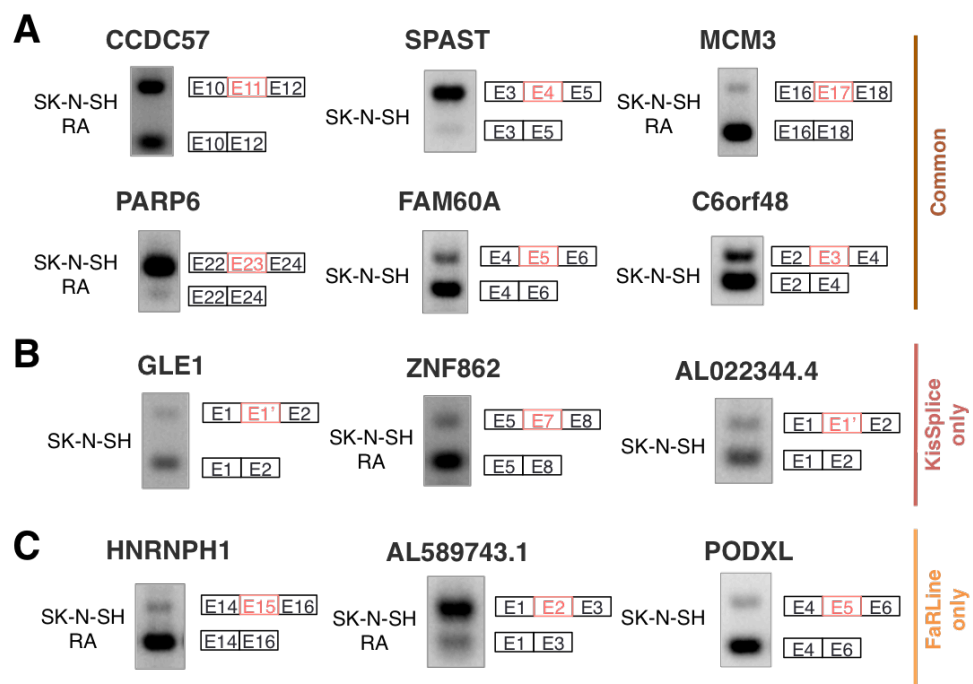 A
CCDC57
SPAST
MCM3
SK-N-SH
RA
E10 E11 E12
E10 E12
SK-N-SH
E3 E4 E5
E3 E5
SK-N-SH
RA
E16 E17 E18
E16 E18
PARP6
FAM60A
C6orf48
SK-N-SH
RA
E22 E23 E24
E22 E24
SK-N-SH
E4 E5 E6
E4 E6
SK-N-SH
E2 E3 E4
E2 E4
Common
B
GLE1
ZNF862
AL022344.4
SK-N-SH
E1 E1' E2
E1 E2
SK-N-SH
RA
E5 E7 E8
E5 E8
SK-N-SH
E1 E1' E2
E1 E2
KisSplice
only
C
HNRNPH1
AL589743.1
PODXL
SK-N-SH
RA
E14 E15 E16
E14 E16
SK-N-SH
RA
E1 E2 E3
E1 E3
SK-N-SH
E4 E5 E6
E4 E6
FaRLIne
only